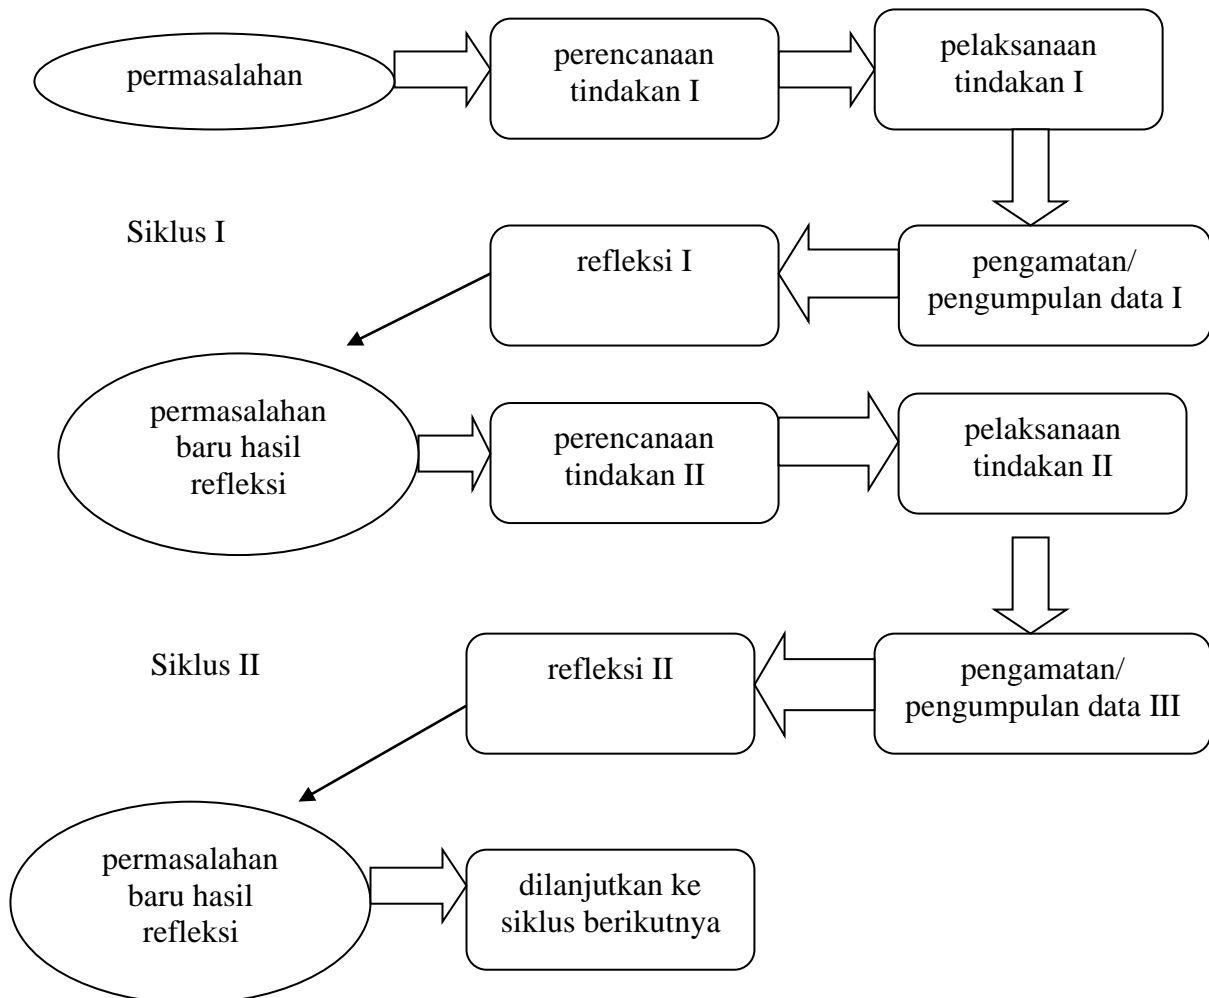 permasalahan
perencanaan
tindakan I
pelaksanaan
tindakan I
Siklus I
refleksi I
pengamatan/
pengumpulan data I
permasalahan
baru hasil
refleksi
perencanaan
tindakan II
pelaksanaan
tindakan II
Siklus II
refleksi II
pengamatan/
pengumpulan data III
permasalahan
baru hasil
refleksi
dilanjutkan ke
siklus berikutnya